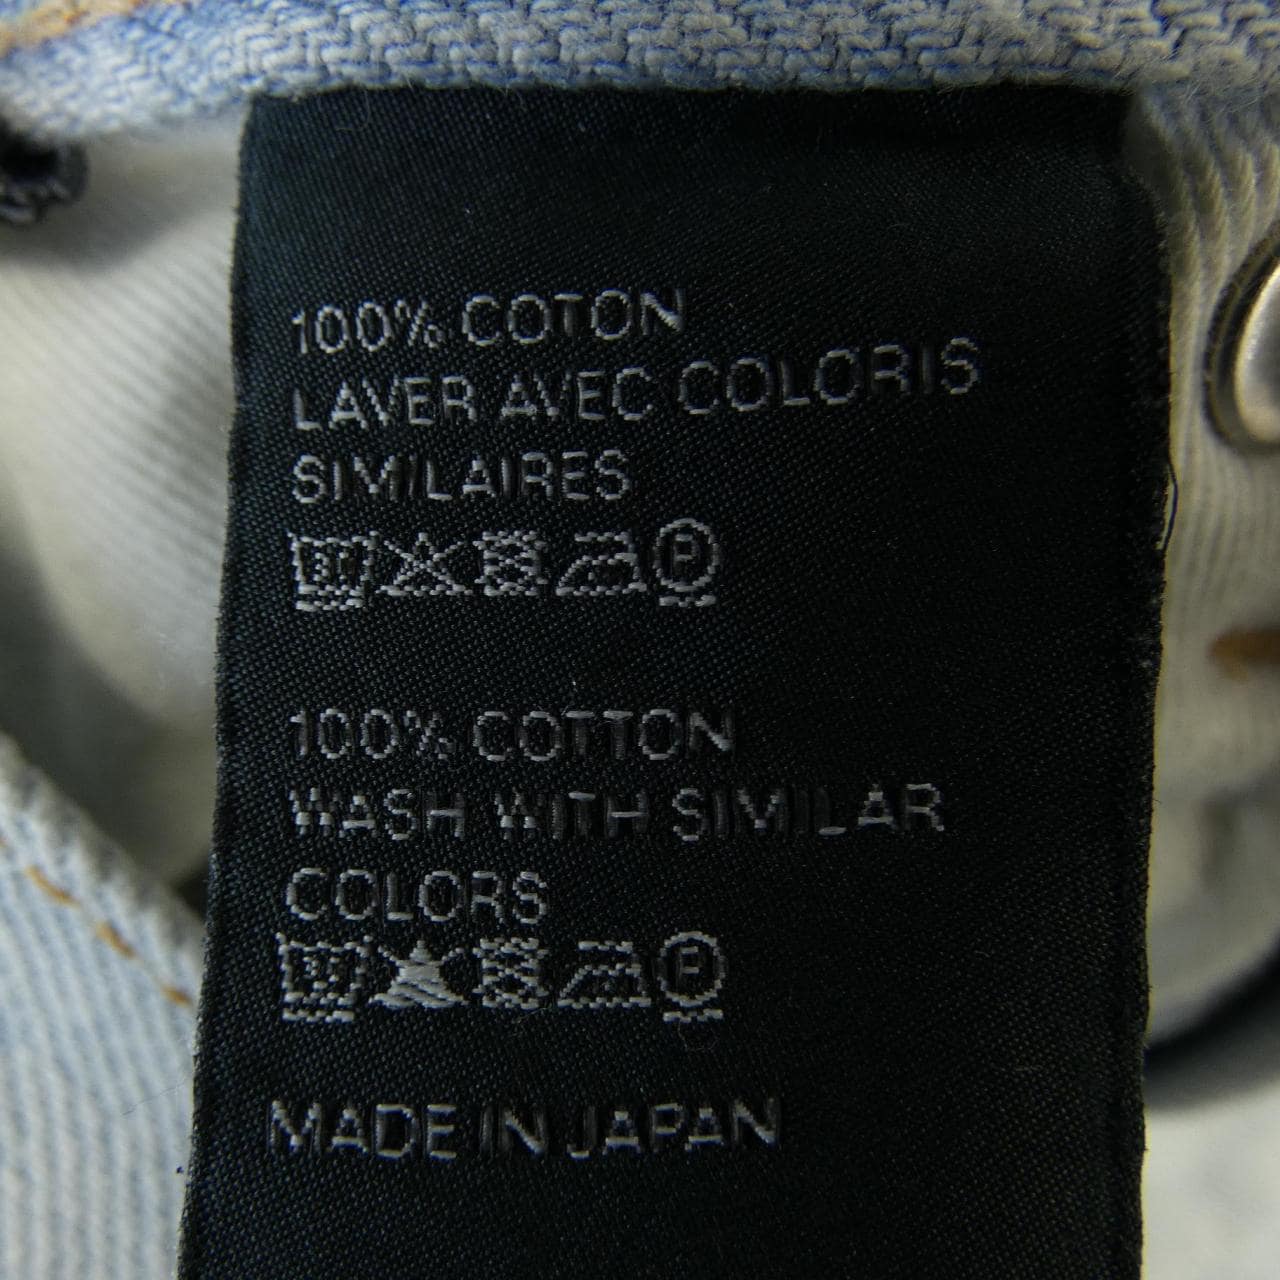 100% COTON
LAVER AVEC COLORIS
SIMILAIRES
P
100% COTTON
WASH WITH SIMILAR
COLORS
P
MADE IN JAPAN